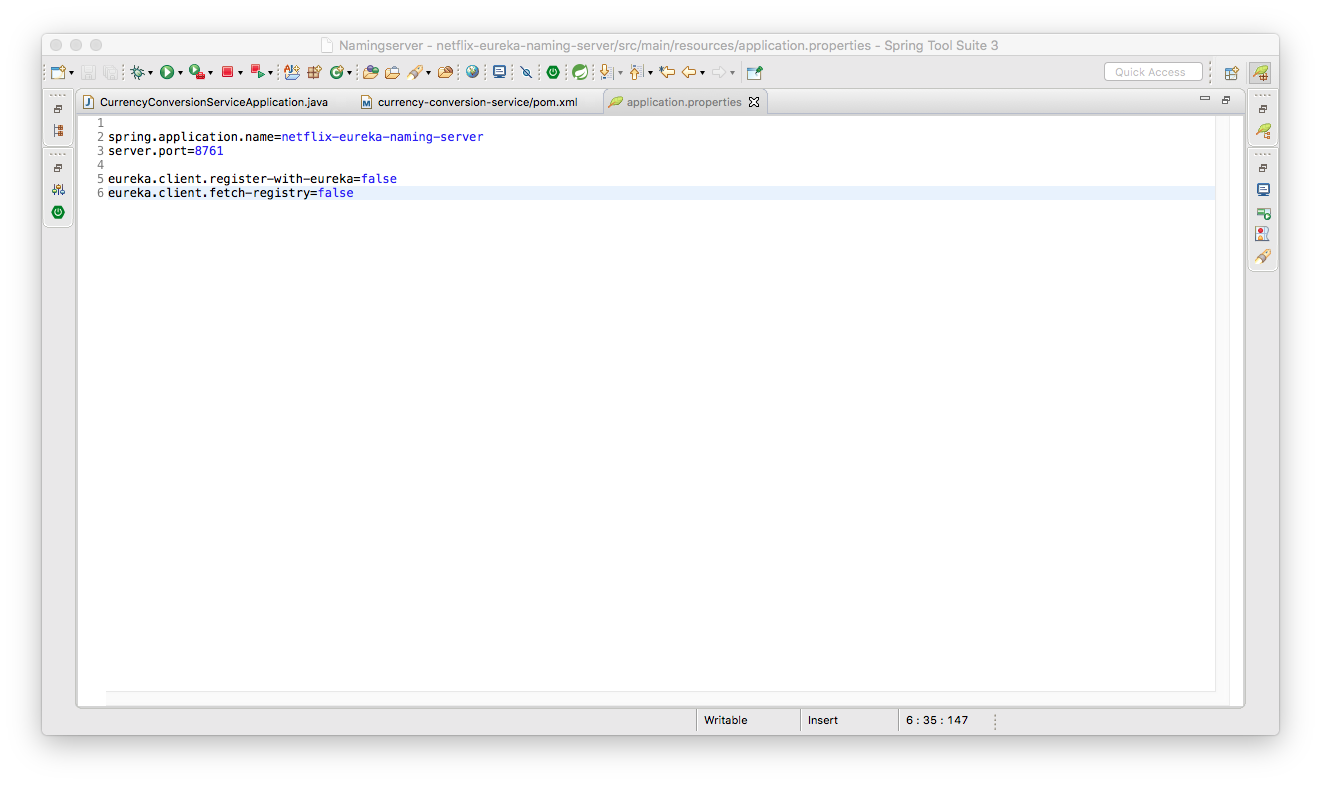 Namingserver - netflix-eureka-naming-server/src/main/resources/application.properties - Spring Tool Suite 3
Quick Access
CurrencyConversionServiceApplication.java
currency-conversion-service/pom.xml
application.properties
1
2 spring.application.name=netflix-eureka-naming-server
3 server.port=8761
4
5 eureka.client.register-with-eureka=false
6 eureka.client.fetch-registry=false
Writable
Insert
6 : 35 : 147